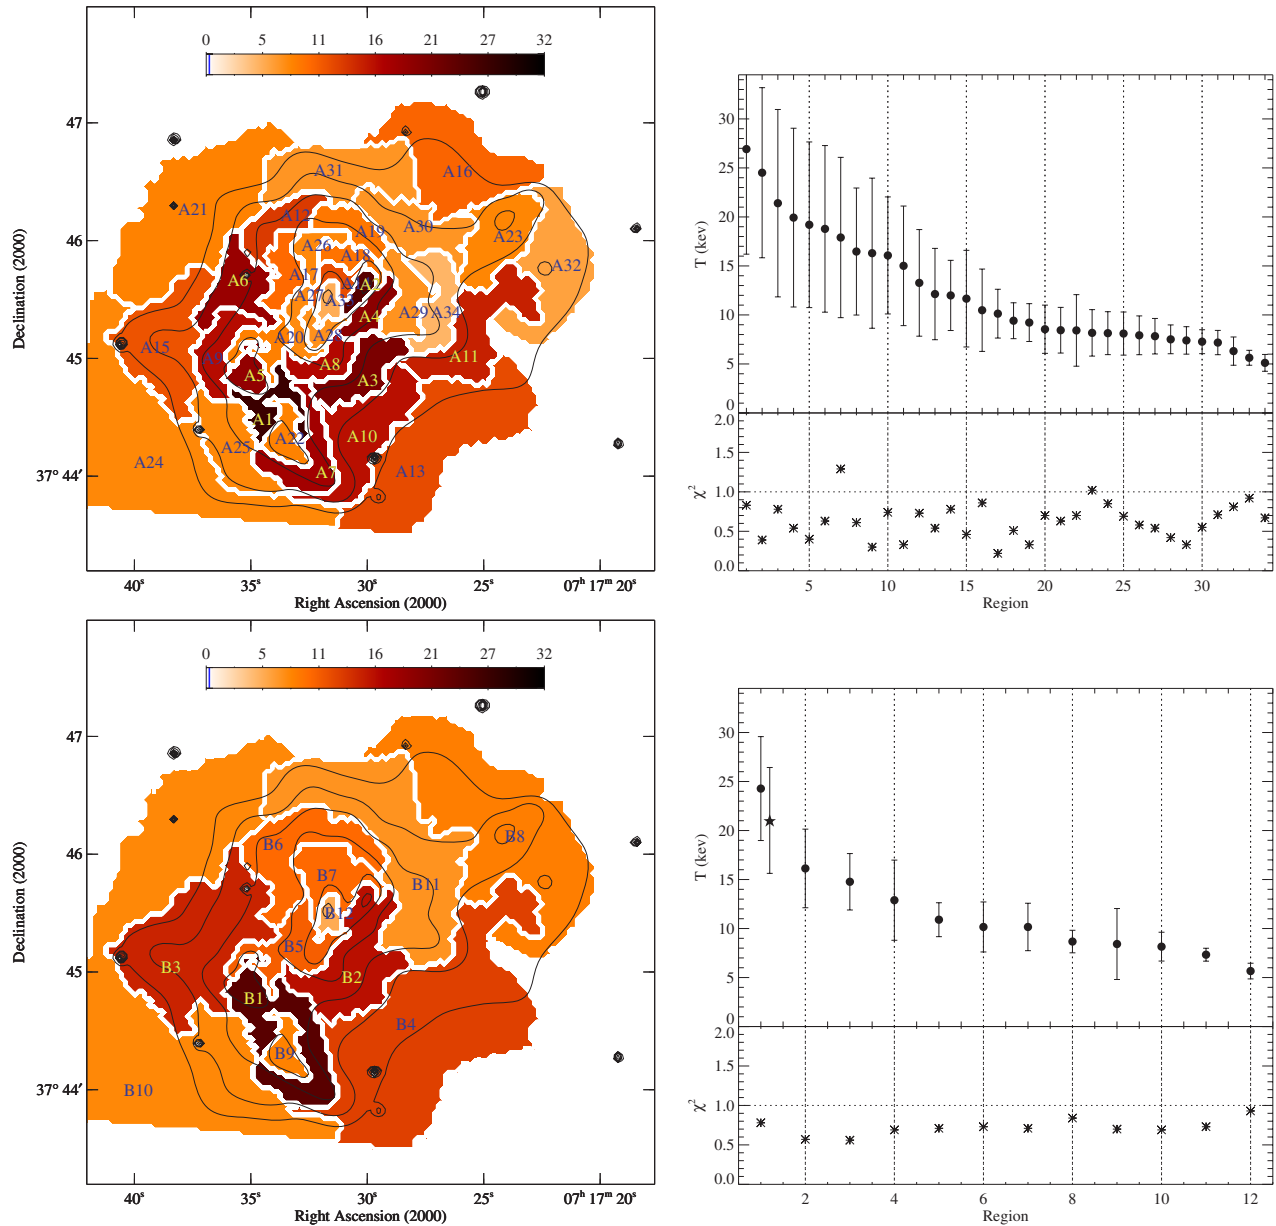 0 5 11 16 21 27 32
47
46
45
37° 44′
Declination (2000)
A31
A16
A21
A12
A19
A30
A23
A26
A18
A32
A6
A17
A2
A27
A33
A29
A34
A4
A20
A28
A15
A9
A8
A11
A5
A3
A1
A22
A10
A25
A24
A7
A13
40s 35s 30s 25s 07h 17m 20s
Right Ascension (2000)
30
25
20
15
10
5
0
T (kev)
2.0
1.5
1.0
0.5
0.0
χ2
5 10 15 20 25 30
Region
0 5 11 16 21 27 32
47
46
45
37° 44′
Declination (2000)
B6
B8
B7
B11
B12
B5
B3
B2
B1
B4
B9
B10
40s 35s 30s 25s 07h 17m 20s
Right Ascension (2000)
30
25
20
15
10
5
0
T (kev)
2.0
1.5
1.0
0.5
0.0
χ2
2 4 6 8 10 12
Region